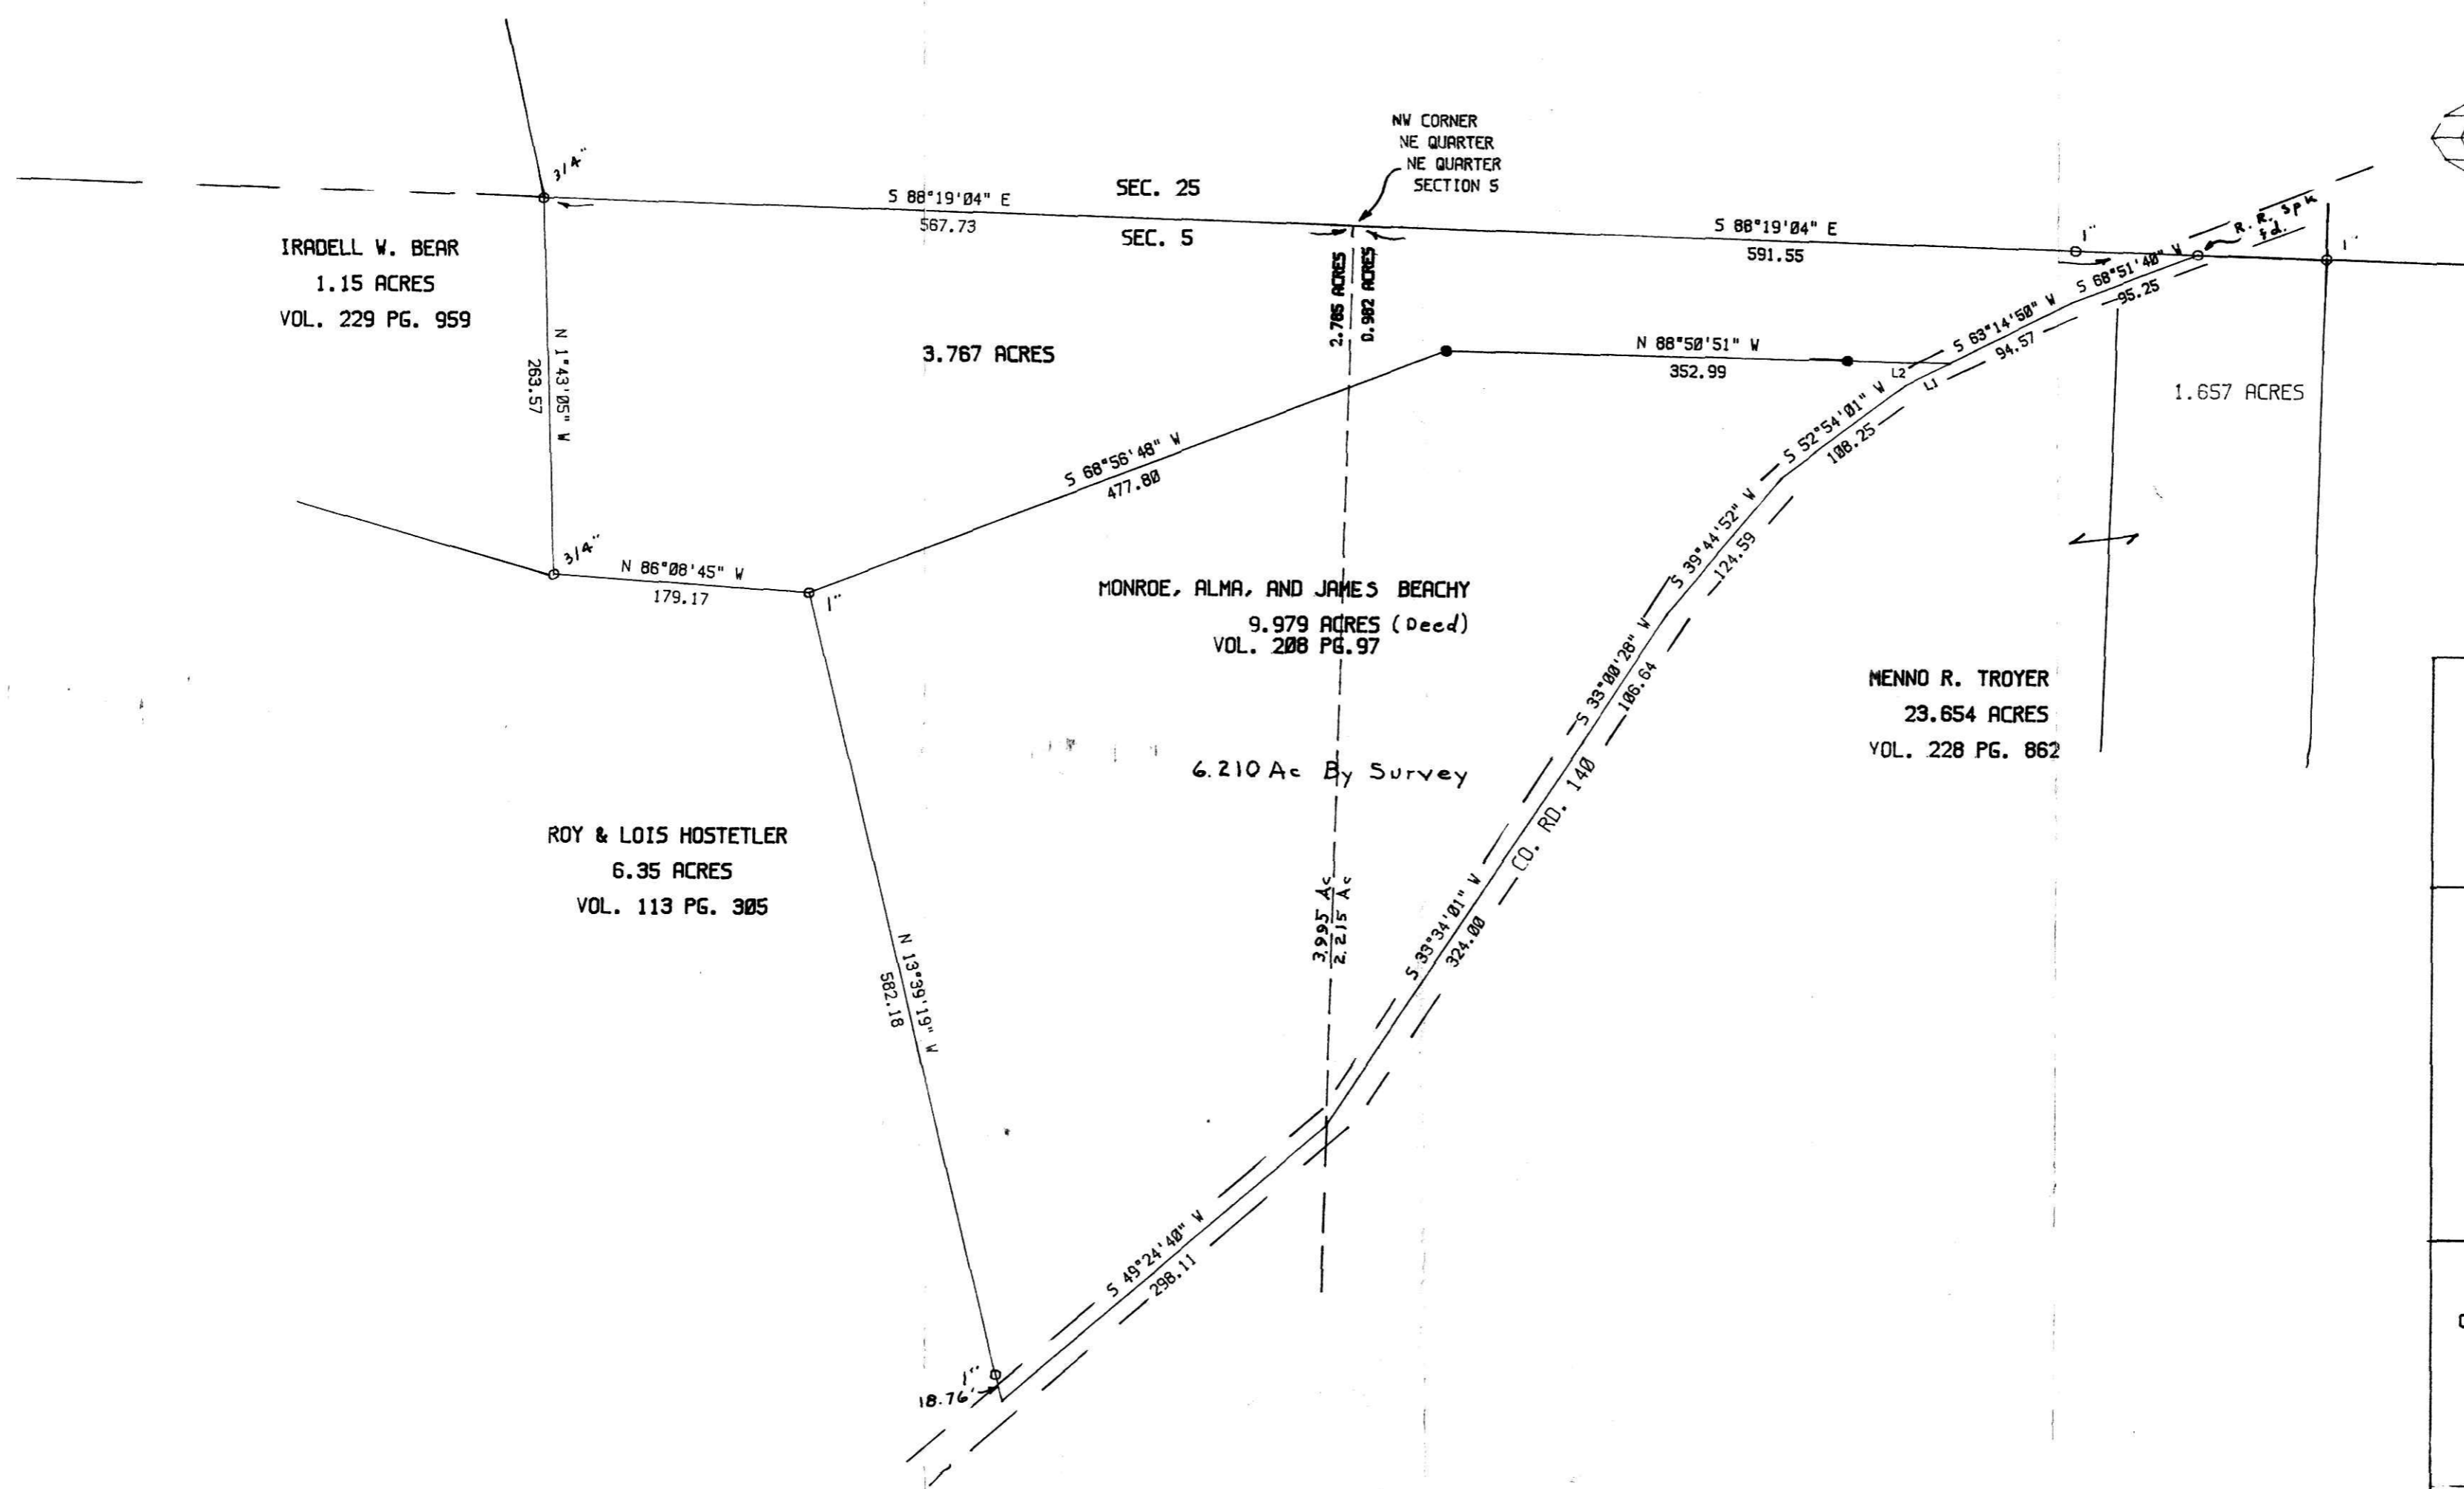 NW CORNER
NE QUARTER
NE QUARTER
SECTION 5
3/4"
S 88°19'04" E
567.73
SEC. 25
SEC. 5
S 88°19'04" E
591.55
1"
R. R. Spk
fd.
1"
IRADELL W. BEAR
1.15 ACRES
VOL. 229 PG. 959
N 1°43'05" W
263.57
3.767 ACRES
2.785 ACRES
0.982 ACRES
N 88°50'51" W
352.99
S 68°51'40" W
95.25
S 63°14'50" W
94.57
L2
L1
1.657 ACRES
S 52°54'01" W
108.25
S 68°56'48" W
477.80
S 39°44'52" W
124.59
3/4"
N 86°08'45" W
179.17
1"
MONROE, ALMA, AND JAMES BEACHY
9.979 ACRES (Deed)
VOL. 208 PG.97
S 33°00'28" W
106.64
MENNO R. TROYER
23.654 ACRES
VOL. 228 PG. 862
6.210 Ac By Survey
CO. RD. 140
ROY & LOIS HOSTETLER
6.35 ACRES
VOL. 113 PG. 305
3.995 Ac
2.215 Ac
S 33°34'01" W
324.00
N 13°39'19" W
582.18
S 49°24'40" W
298.11
1"
18.76'